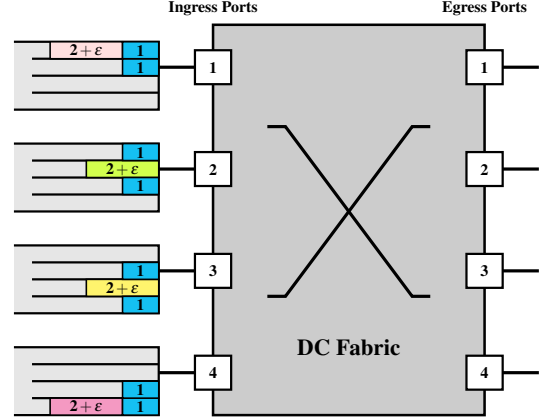 Ingress Ports Egress Ports
2+ε 1
1 1 1
1
2+ε 2 2
1
1
2+ε 3 3
1
DC Fabric
4 4
1
2+ε 1